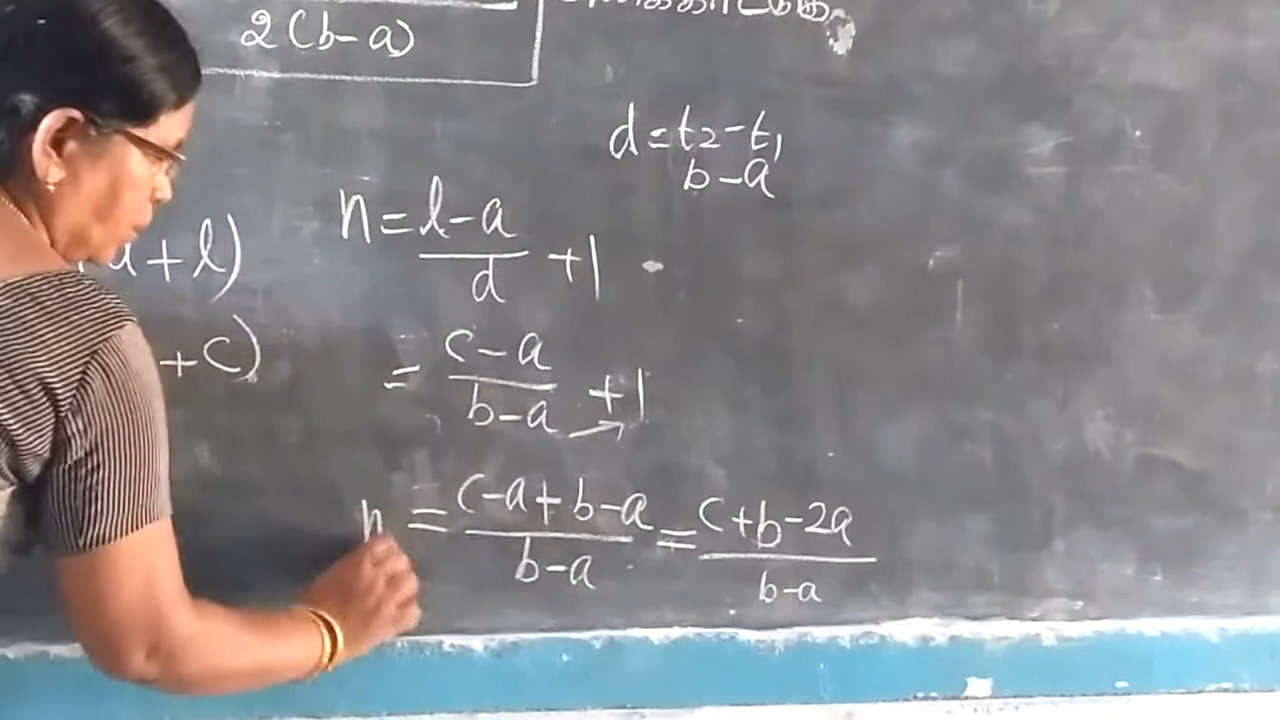 2(b-a)
d=t2-t1
b-a
n=l-a/d +1
+l)
=c-a/b-a +1
+c)
n=c-a+b-a/b-a=c+b-2a/b-a